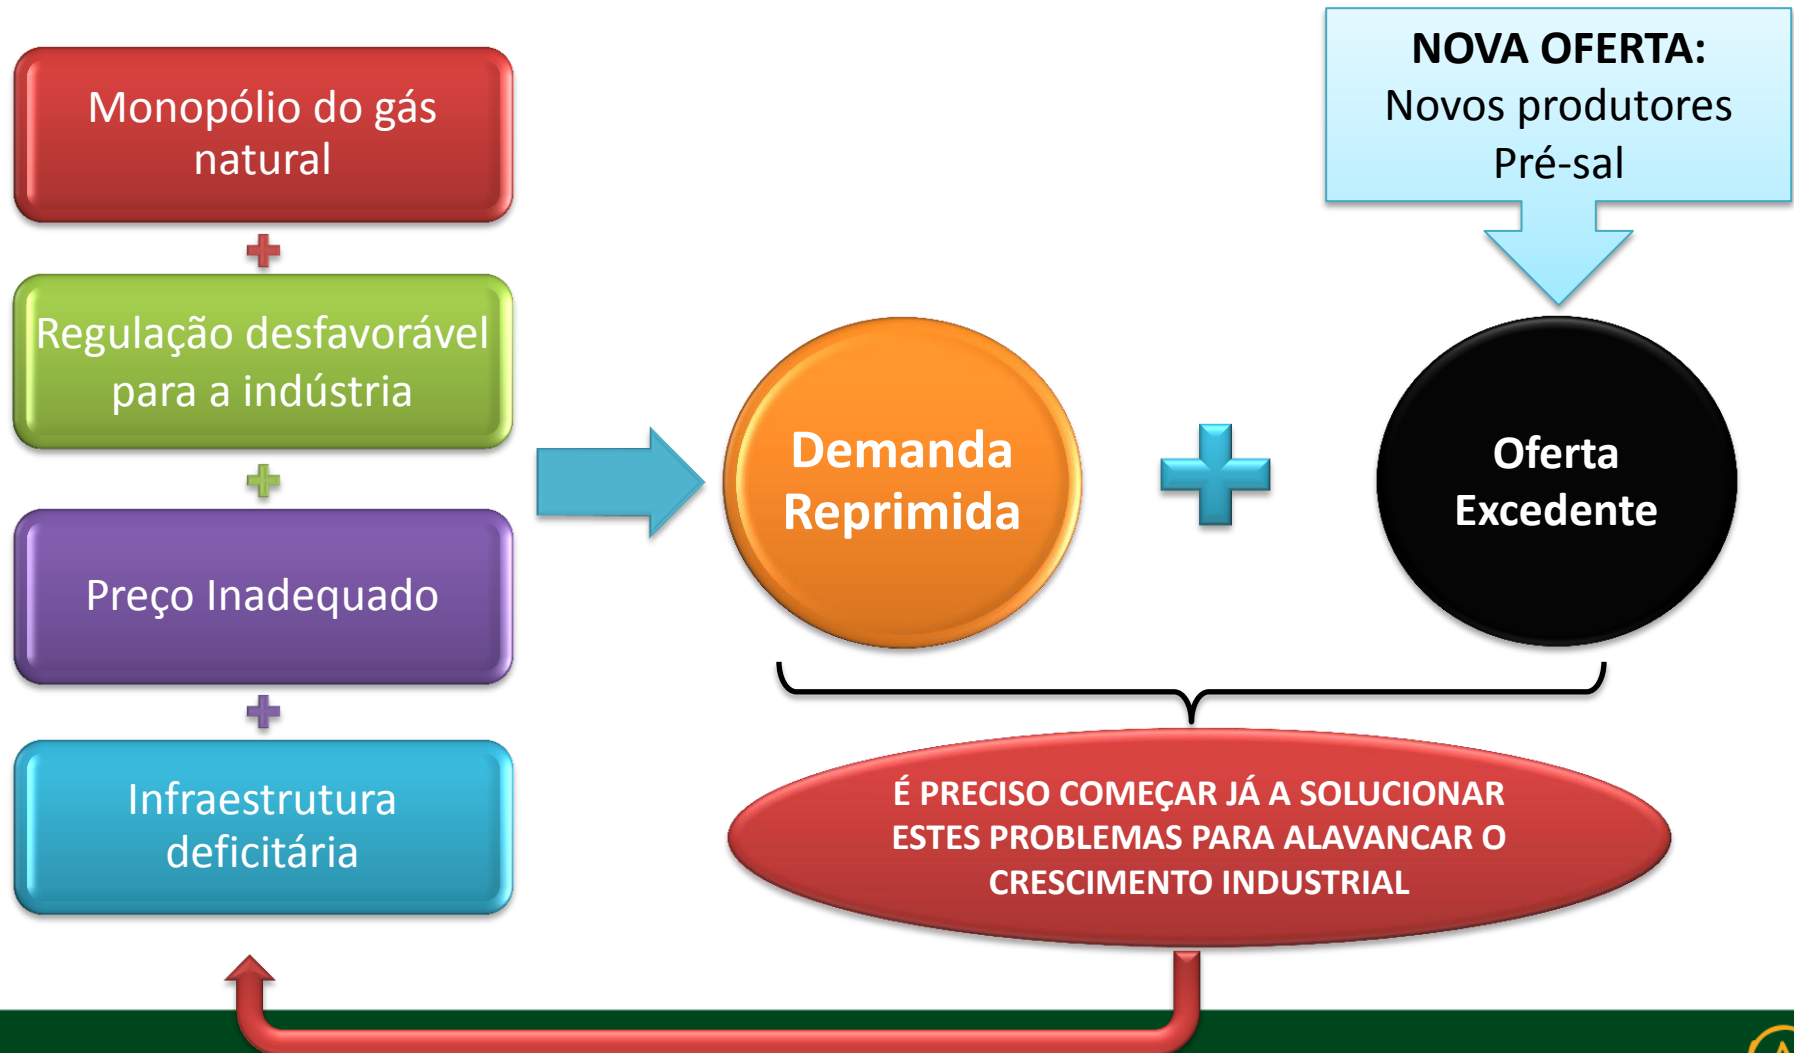 Monopólio do gás
natural
Regulação desfavorável
para a indústria
Preço Inadequado
Infraestrutura
deficitária
Demanda
Reprimida
NOVA OFERTA:
Novos produtores
Pré-sal
Oferta
Excedente
É PRECISO COMEÇAR JÁ A SOLUCIONAR
ESTES PROBLEMAS PARA ALAVANCAR O
CRESCIMENTO INDUSTRIAL